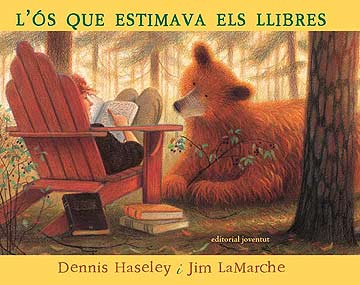 L'ÓS QUE ESTIMAVA ELS LLIBRES
editorial joventut
Dennis Haseley i Jim LaMarche